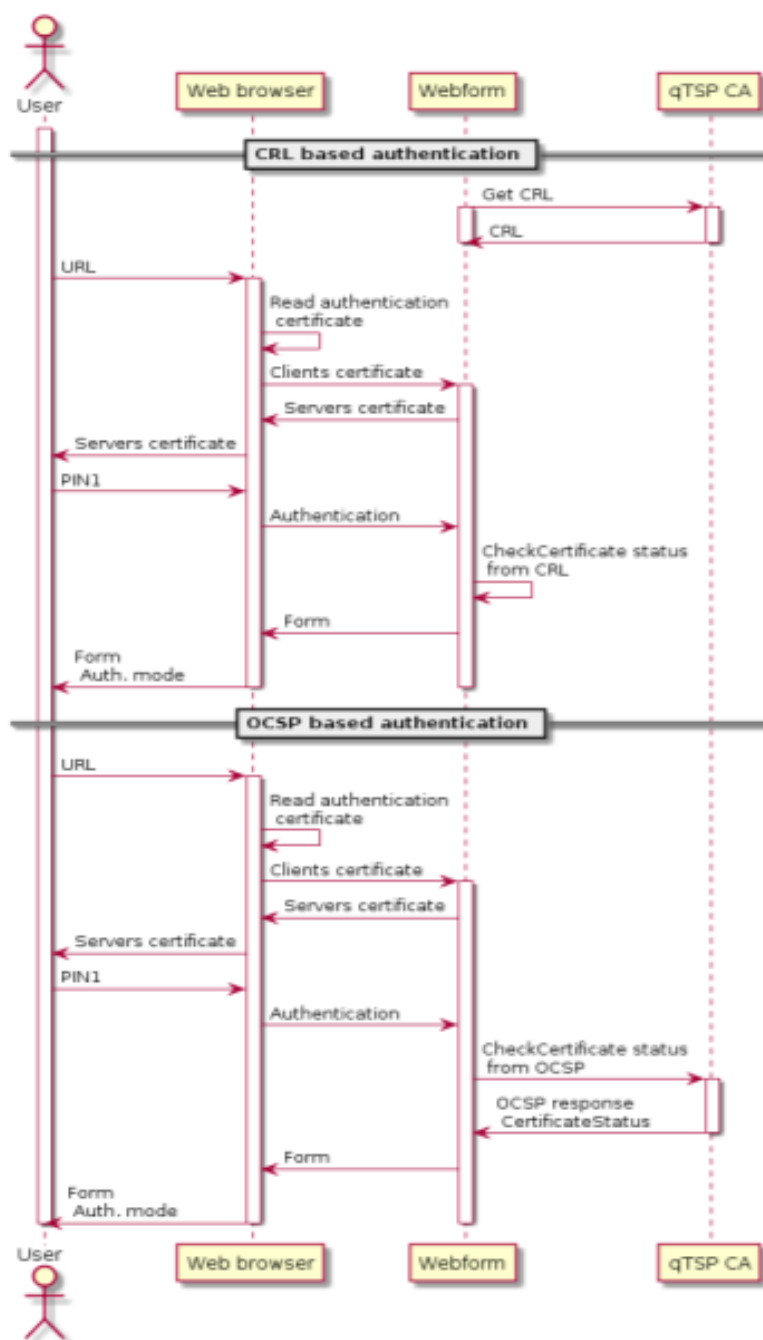 User
Web browser
Webform
qTSP CA
CRL based authentication
Get CRL
CRL
URL
Read authentication
certificate
Clients certificate
Servers certificate
Servers certificate
PIN1
Authentication
CheckCertificate status
from CRL
Form
Form
Auth. mode
OCSP based authentication
URL
Read authentication
certificate
Clients certificate
Servers certificate
Servers certificate
PIN1
Authentication
CheckCertificate status
from OCSP
OCSP response
CertificateStatus
Form
Form
Auth. mode
User
Web browser
Webform
qTSP CA